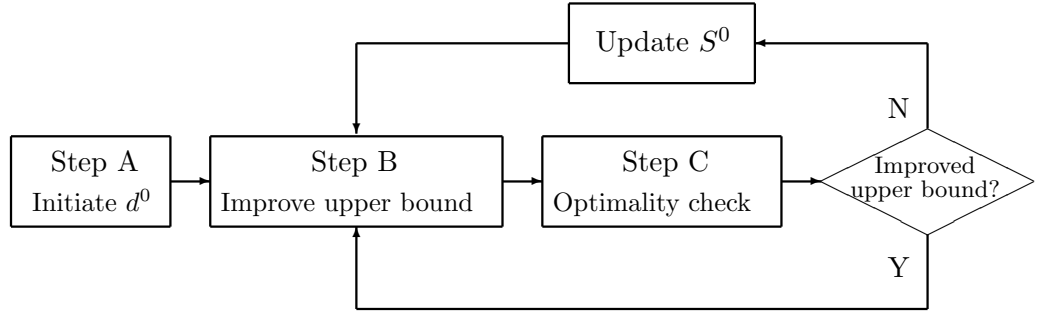 Update S⁰
N
Step A
Initiate d⁰
Step B
Improve upper bound
Step C
Optimality check
Improved
upper bound?
Y